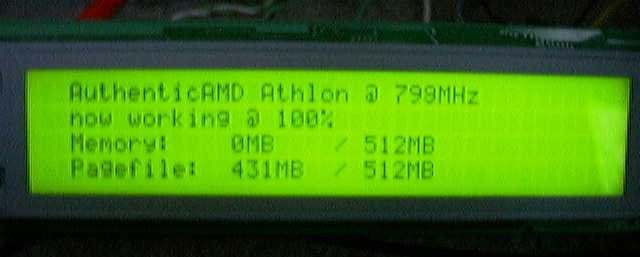 AuthenticAMD Athlon @ 799MHz
now working @ 100%
Memory: 0MB / 512MB
Pagefile: 431MB / 512MB